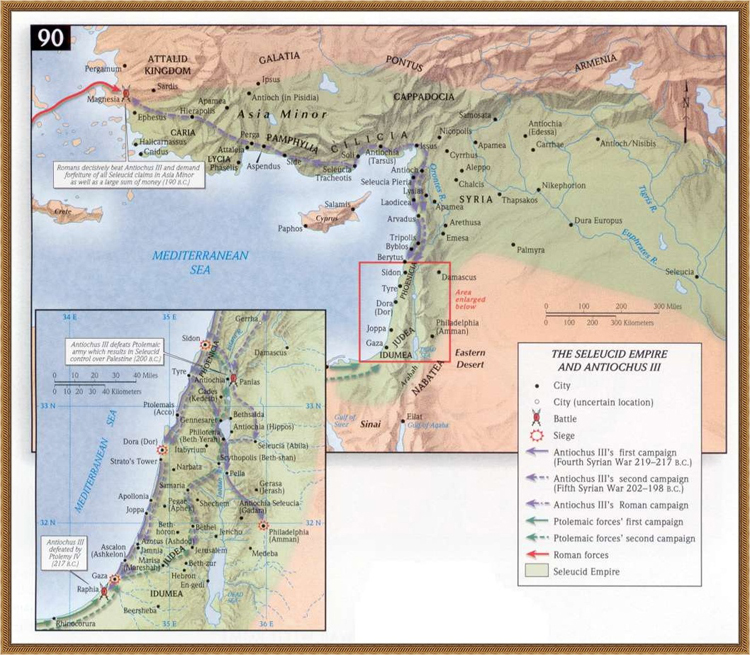 90
ATTALID
KINGDOM
GALATIA
PONTUS
ARMENIA
Pergamum
Sardis
Magnesia
Ipsus
Apamea
Antioch (in Pisidia)
CAPPADOCIA
Hierapolis
Ephesus
Asia Minor
Samosata
CARIA
Perga
PAMPHYLIA
CILICIA
Nicopolis
Antiochia
(Edessa)
Halicarnassus
Cnidus
Attalei
LYCIA
Phaselis
Aspendus
Side
Soli
Antiochia
(Tarsus)
Issus
Apamea
Carrhae
Antioch/Nisibis
Cyrrhus
Seleucia
Tracheotis
Antioch
Aleppo
Romans decisively beat Antiochus III and demand
forfeiture of all Seleucid claims in Asia Minor
as well as a large sum of money (190 B.C.)
Seleucia Pieria
Chalcis
Nikephorion
Orontes R.
Laodicea
SYRIA
Thapsakos
Tigris R.
Crete
Salamis
Cyprus
Paphos
Apamea
Arvadus
Arethusa
Dura Europus
Tripolis
Byblos
Emesa
Euphrates R.
MEDITERRANEAN
SEA
Berytus
Palmyra
Seleucia
Sidon
PHOENICIA
Damascus
Tyre
Area
enlarged
below
Dora
(Dor)
0 100 200 300 Miles
0 100 200 300 Kilometers
Joppa
JUDEA
Philadelphia
(Amman)
Gaza
IDUMEA
Eastern
Desert
Arabah
NABATEA
Gulf of
Suez
Sinai
Eilat
Gulf of Aqaba
N
34 E
35 E
Gerrha
Sidon
Antiochus III defeats Ptolemaic
army which results in Seleucid
control over Palestine (200 B.C.)
Damascus
PHOENICIA
0 10 20 30 40 Miles
0 10 20 30 40 Kilometers
Tyre
Antiochia
Panias
Cades
(Kedesh)
33 N
33 N
Ptolemais
(Acco)
Bethsaida
Gennesaret
Antiochia (Hippos)
Philoteria
(Beth-Yerah)
Dora (Dor)
Itabyrium
Seleucia (Abila)
Strato's Tower
Scythopolis (Beth-shan)
MEDITERRANEAN SEA
Narbata
Pella
Samaria
Gerasa
(Jerash)
Apollonia
Pegae
(Aphek)
Shechem
Antiochia Seleucia
(Gadara)
Joppa
32 N
32 N
Beth
horon
Bethel
Jericho
Philadelphia
(Amman)
Antiochus III
defeated by
Ptolemy IV
(217 B.C.)
Ascalon
(Ashkelon)
Azotus (Ashdod)
Jamnia
Jerusalem
Medeba
Marisa
(Mareshah)
JUDEA
Beth-zur
Gaza
Hebron
Raphia
En-gedi
IDUMEA
Beersheba
Rhinocorura
35 E
36 E
THE SELEUCID EMPIRE
AND ANTIOCHUS III
City
City (uncertain location)
Battle
Siege
Antiochus III's first campaign
(Fourth Syrian War 219–217 B.C.)
Antiochus III's second campaign
(Fifth Syrian War 202–198 B.C.)
Antiochus III's Roman campaign
Ptolemaic forces' first campaign
Ptolemaic forces' second campaign
Roman forces
Seleucid Empire